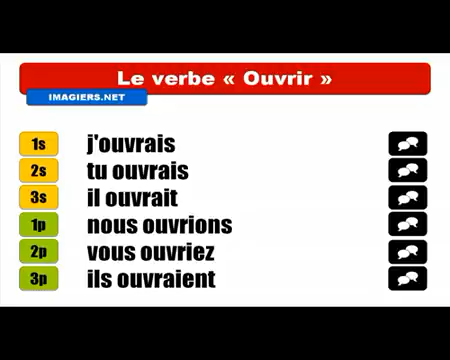 Le verbe « Ouvrir »
IMAGIERS.NET
1s j'ouvrais
2s tu ouvrais
3s il ouvrait
1p nous ouvrions
2p vous ouvriez
3p ils ouvraient